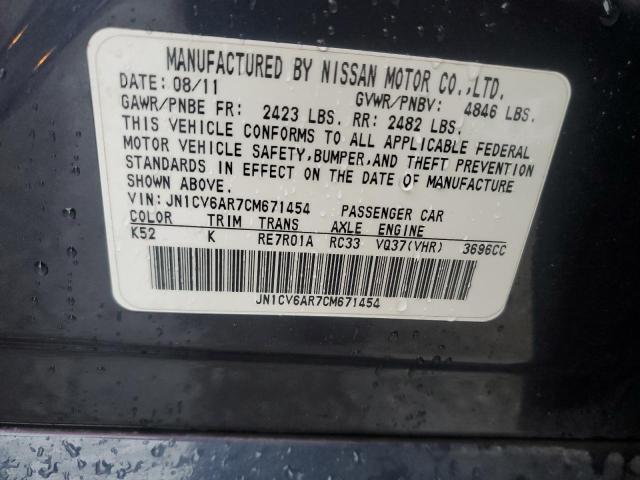 MANUFACTURED BY NISSAN MOTOR CO.,LTD.
DATE: 08/11 GVWR/PNBV: 4846 LBS.
GAWR/PNBE FR: 2423 LBS. RR: 2482 LBS.
THIS VEHICLE CONFORMS TO ALL APPLICABLE FEDERAL
MOTOR VEHICLE SAFETY,BUMPER,AND THEFT PREVENTION
STANDARDS IN EFFECT ON THE DATE OF MANUFACTURE
SHOWN ABOVE.
VIN: JN1CV6AR7CM671454 PASSENGER CAR
COLOR TRIM TRANS AXLE ENGINE
K52 K RE7R01A RC33 VQ37(VHR) 3696CC
JN1CV6AR7CM671454